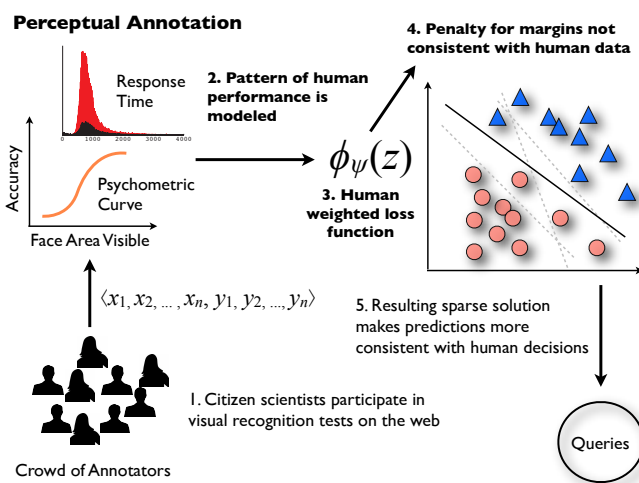 Perceptual Annotation
Response
Time
0 1000 2000 3000 4000
Accuracy
Psychometric
Curve
Face Area Visible
2. Pattern of human
performance is
modeled
ϕψ(z)
3. Human
weighted loss
function
4. Penalty for margins not
consistent with human data
⟨x1, x2, ... , xn, y1, y2, ..., yn⟩
5. Resulting sparse solution
makes predictions more
consistent with human decisions
1. Citizen scientists participate in
visual recognition tests on the web
Crowd of Annotators
Queries